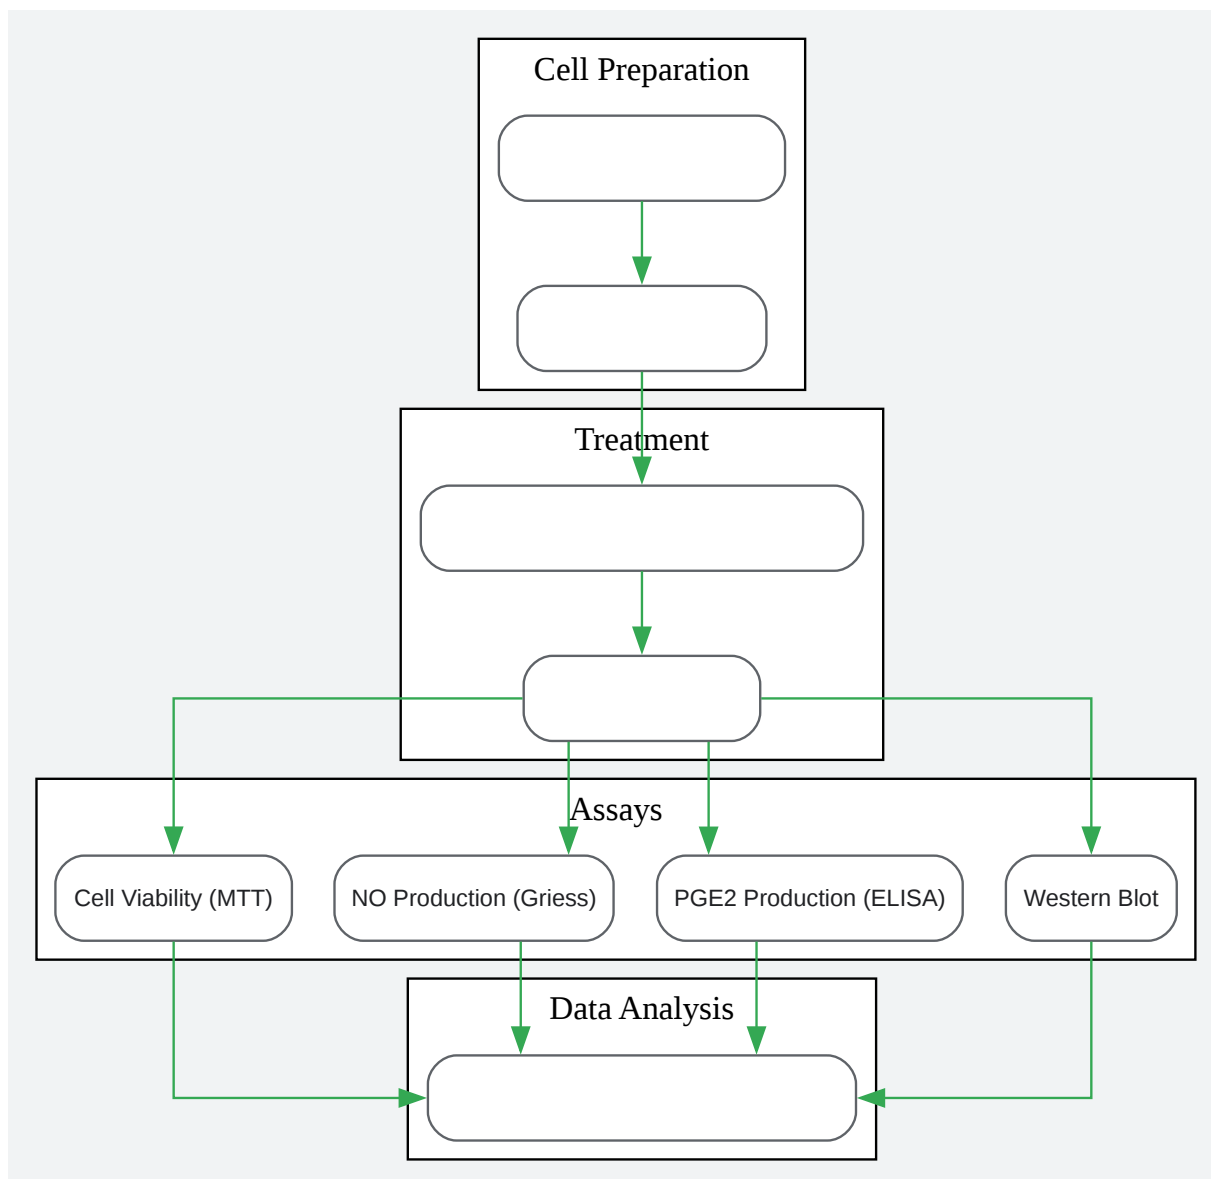 Cell Preparation
Treatment
Assays
Cell Viability (MTT)
NO Production (Griess)
PGE2 Production (ELISA)
Western Blot
Data Analysis